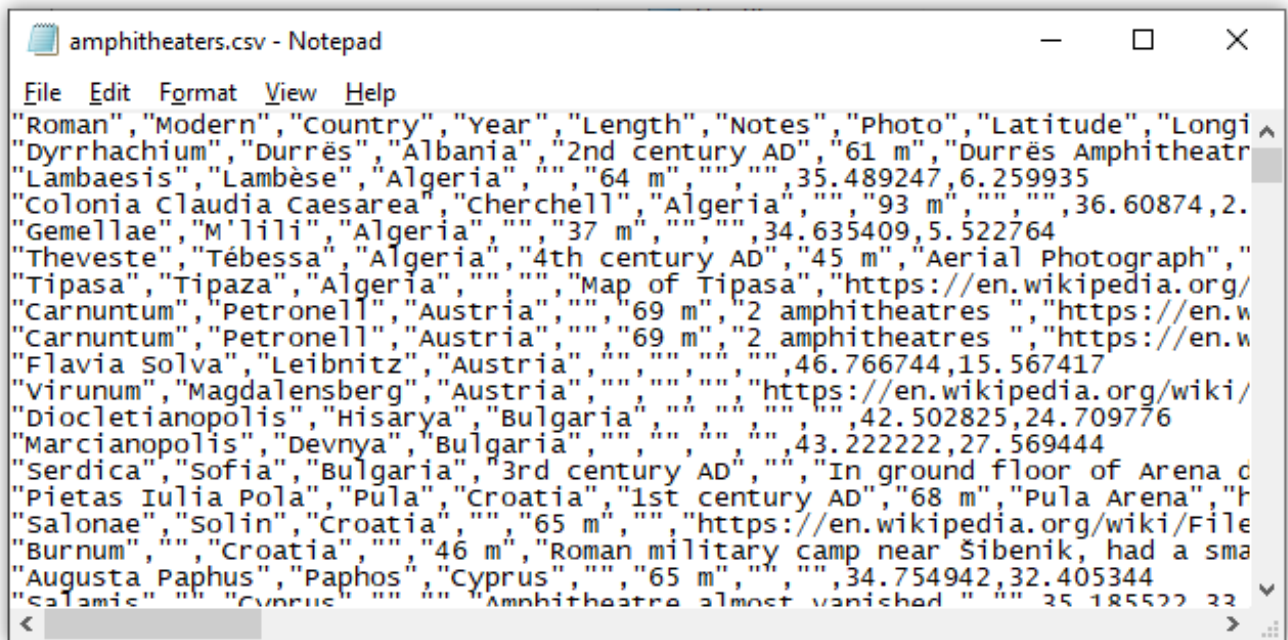 amphitheaters.csv - Notepad
File Edit Format View Help
"Roman","Modern","Country","Year","Length","Notes","Photo","Latitude","Longi
"Dyrrhachium","Durrës","Albania","2nd century AD","61 m","Durrës Amphitheatr
"Lambaesis","Lambèse","Algeria","","64 m","","",35.489247,6.259935
"Colonia Claudia Caesarea","Cherchell","Algeria","","93 m","","",36.60874,2.
"Gemellae","M'lili","Algeria","","37 m","","",34.635409,5.522764
"Theveste","Tébessa","Algeria","4th century AD","45 m","Aerial Photograph","
"Tipasa","Tipaza","Algeria","","","Map of Tipasa","https://en.wikipedia.org/
"Carnuntum","Petronell","Austria","","69 m","2 amphitheatres ","https://en.w
"Carnuntum","Petronell","Austria","","69 m","2 amphitheatres ","https://en.w
"Flavia Solva","Leibnitz","Austria","","","","",46.766744,15.567417
"Virunum","Magdalensberg","Austria","","","","https://en.wikipedia.org/wiki/
"Diocletianopolis","Hisarya","Bulgaria","","","","",42.502825,24.709776
"Marcianopolis","Devnya","Bulgaria","","","","",43.222222,27.569444
"Serdica","Sofia","Bulgaria","3rd century AD","","In ground floor of Arena d
"Pietas Iulia Pola","Pula","Croatia","1st century AD","68 m","Pula Arena","h
"Salonae","Solin","Croatia","","65 m","","https://en.wikipedia.org/wiki/File
"Burnum","","Croatia","","46 m","Roman military camp near Šibenik, had a sma
"Augusta Paphus","Paphos","Cyprus","","65 m","","",34.754942,32.405344
"Salamis","","Cyprus","","","Amphitheatre almost vanished.","",35.185522,33.